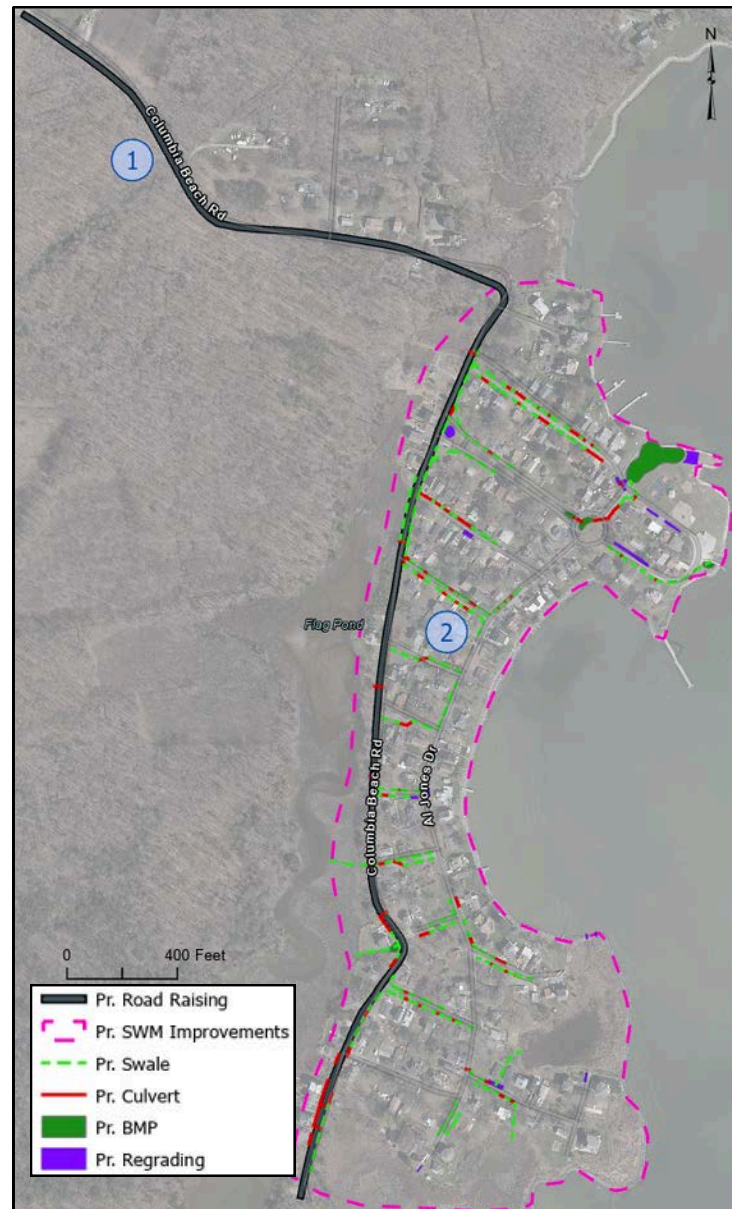 N
Columbia Beach Rd
1
Flag Pond
2
Columbia Beach Rd
Al Jones Dr
0 400 Feet
Pr. Road Raising
Pr. SWM Improvements
Pr. Swale
Pr. Culvert
Pr. BMP
Pr. Regrading